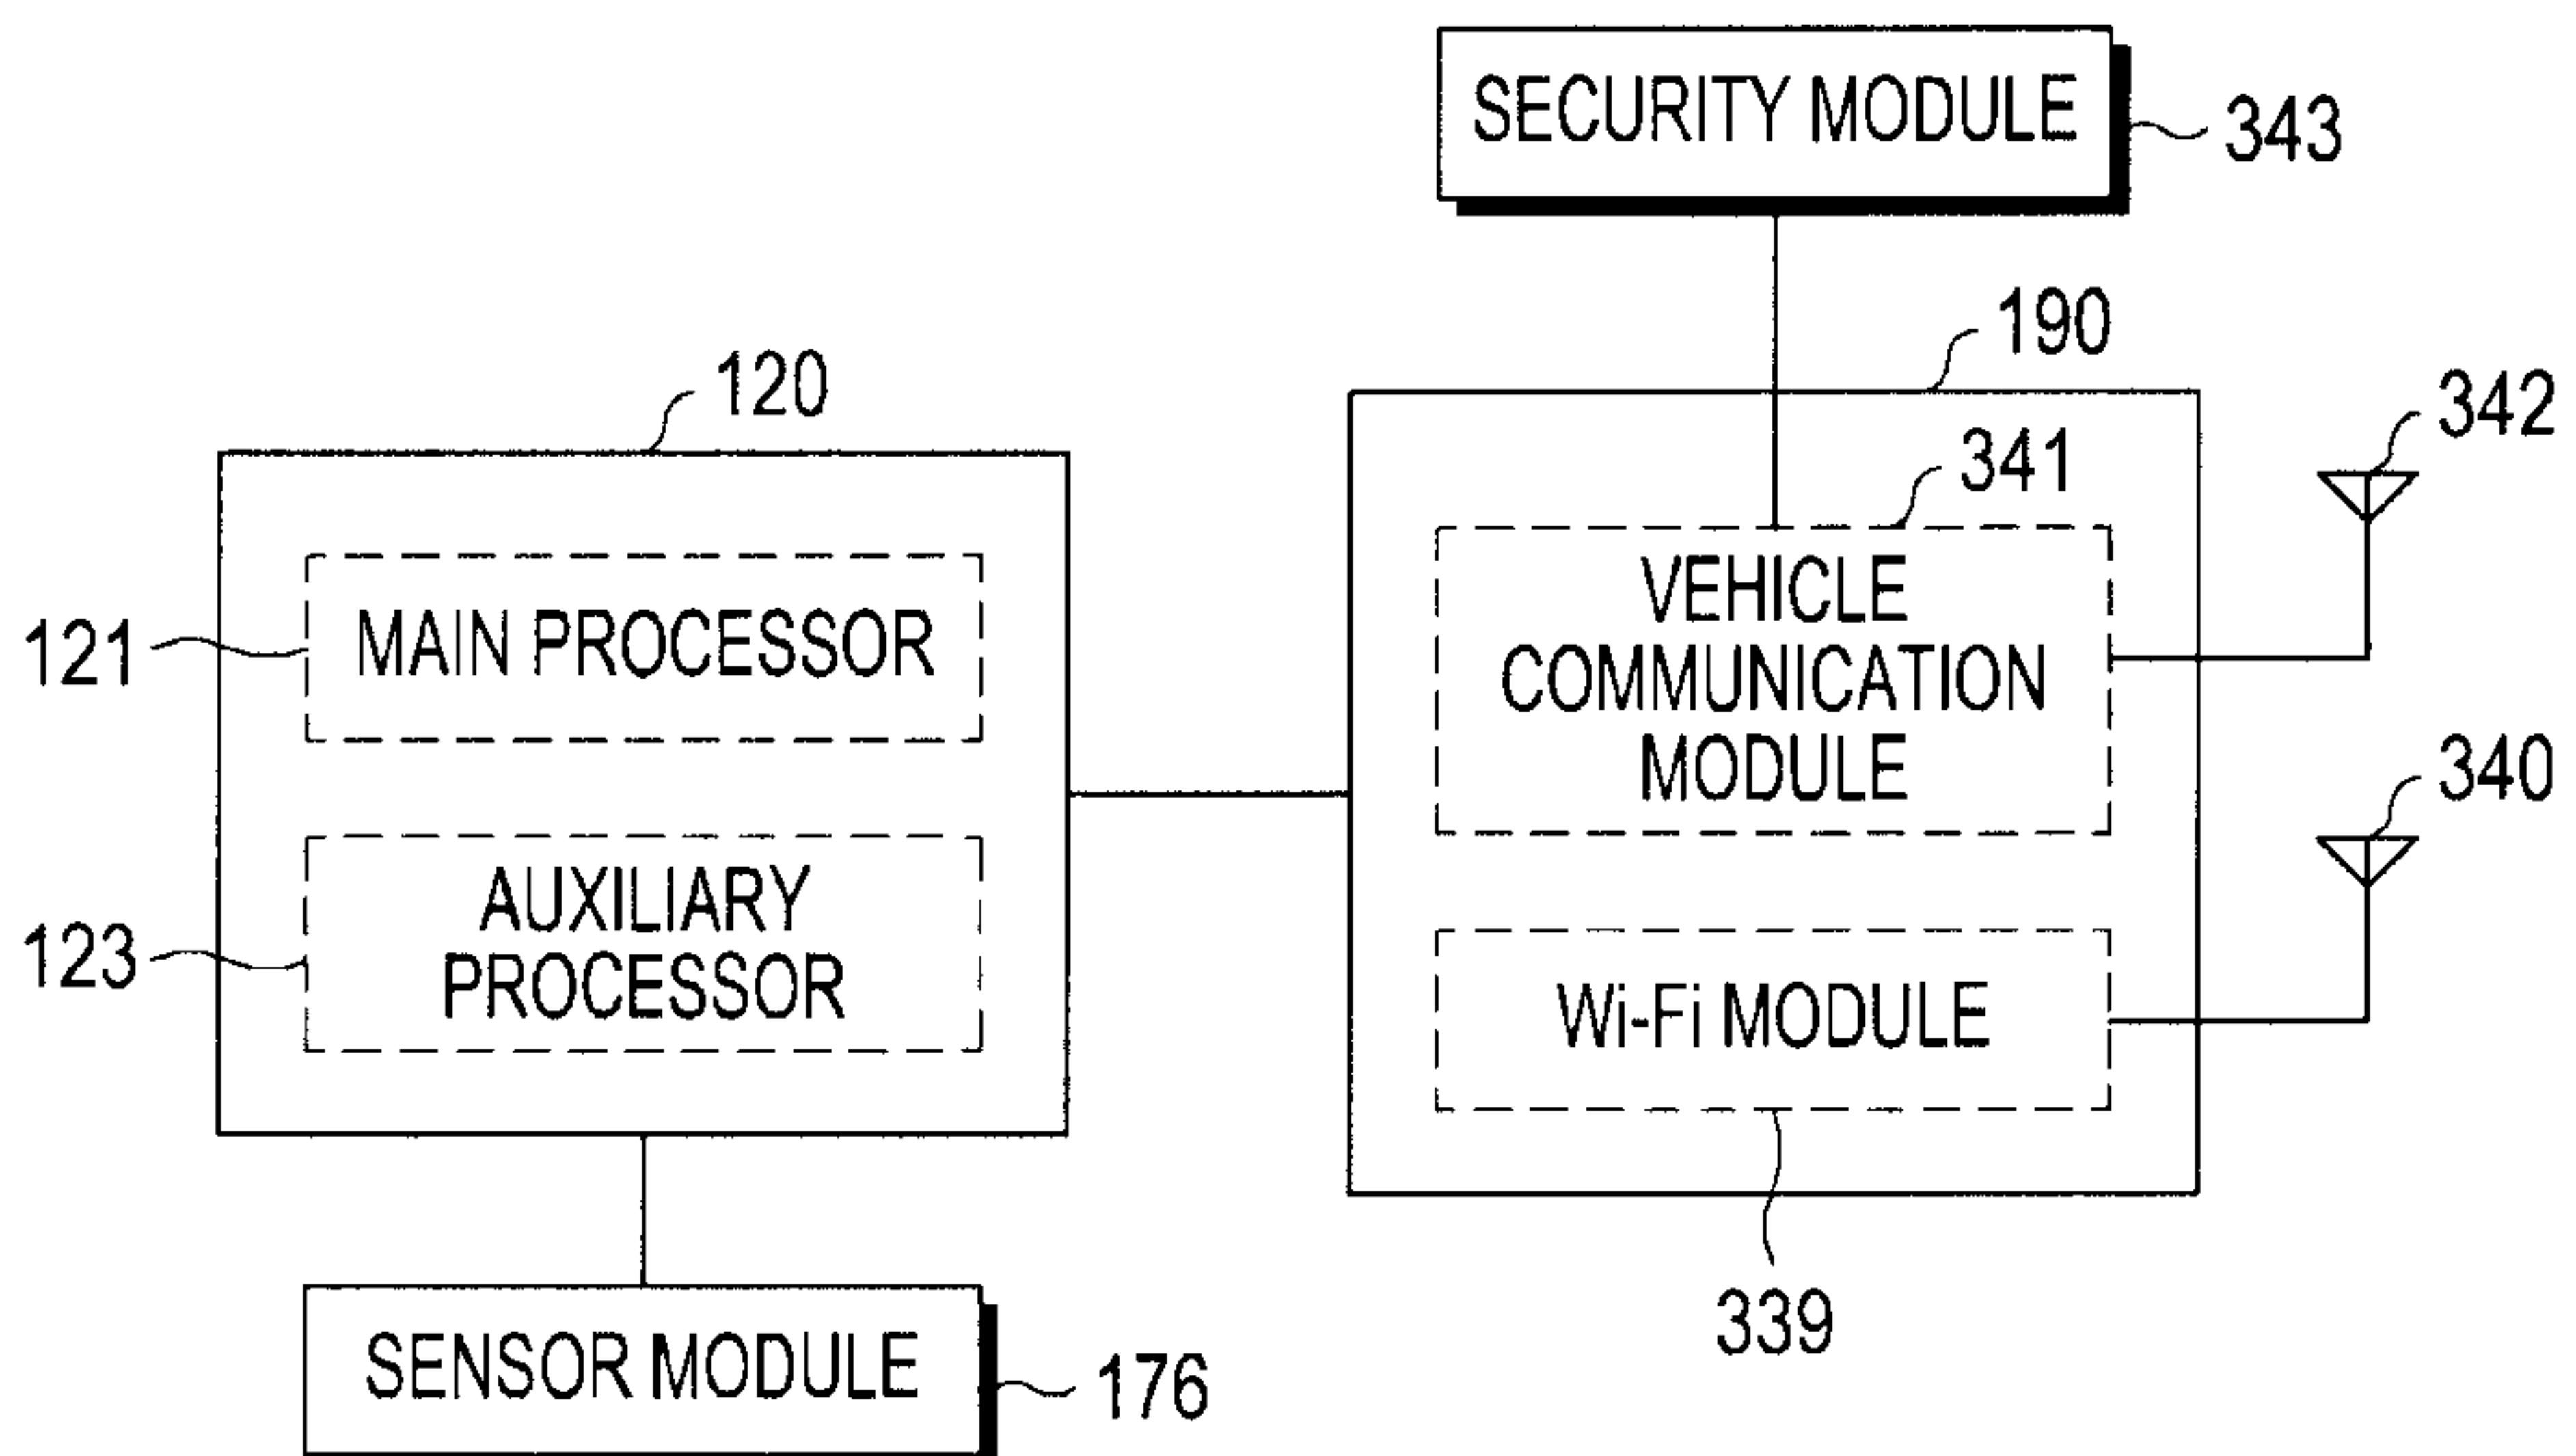 SECURITY MODULE
343
190
120
342
341
VEHICLE
COMMUNICATION
MODULE
MAIN PROCESSOR
121
340
AUXILIARY
PROCESSOR
123
Wi-Fi MODULE
339
SENSOR MODULE
176